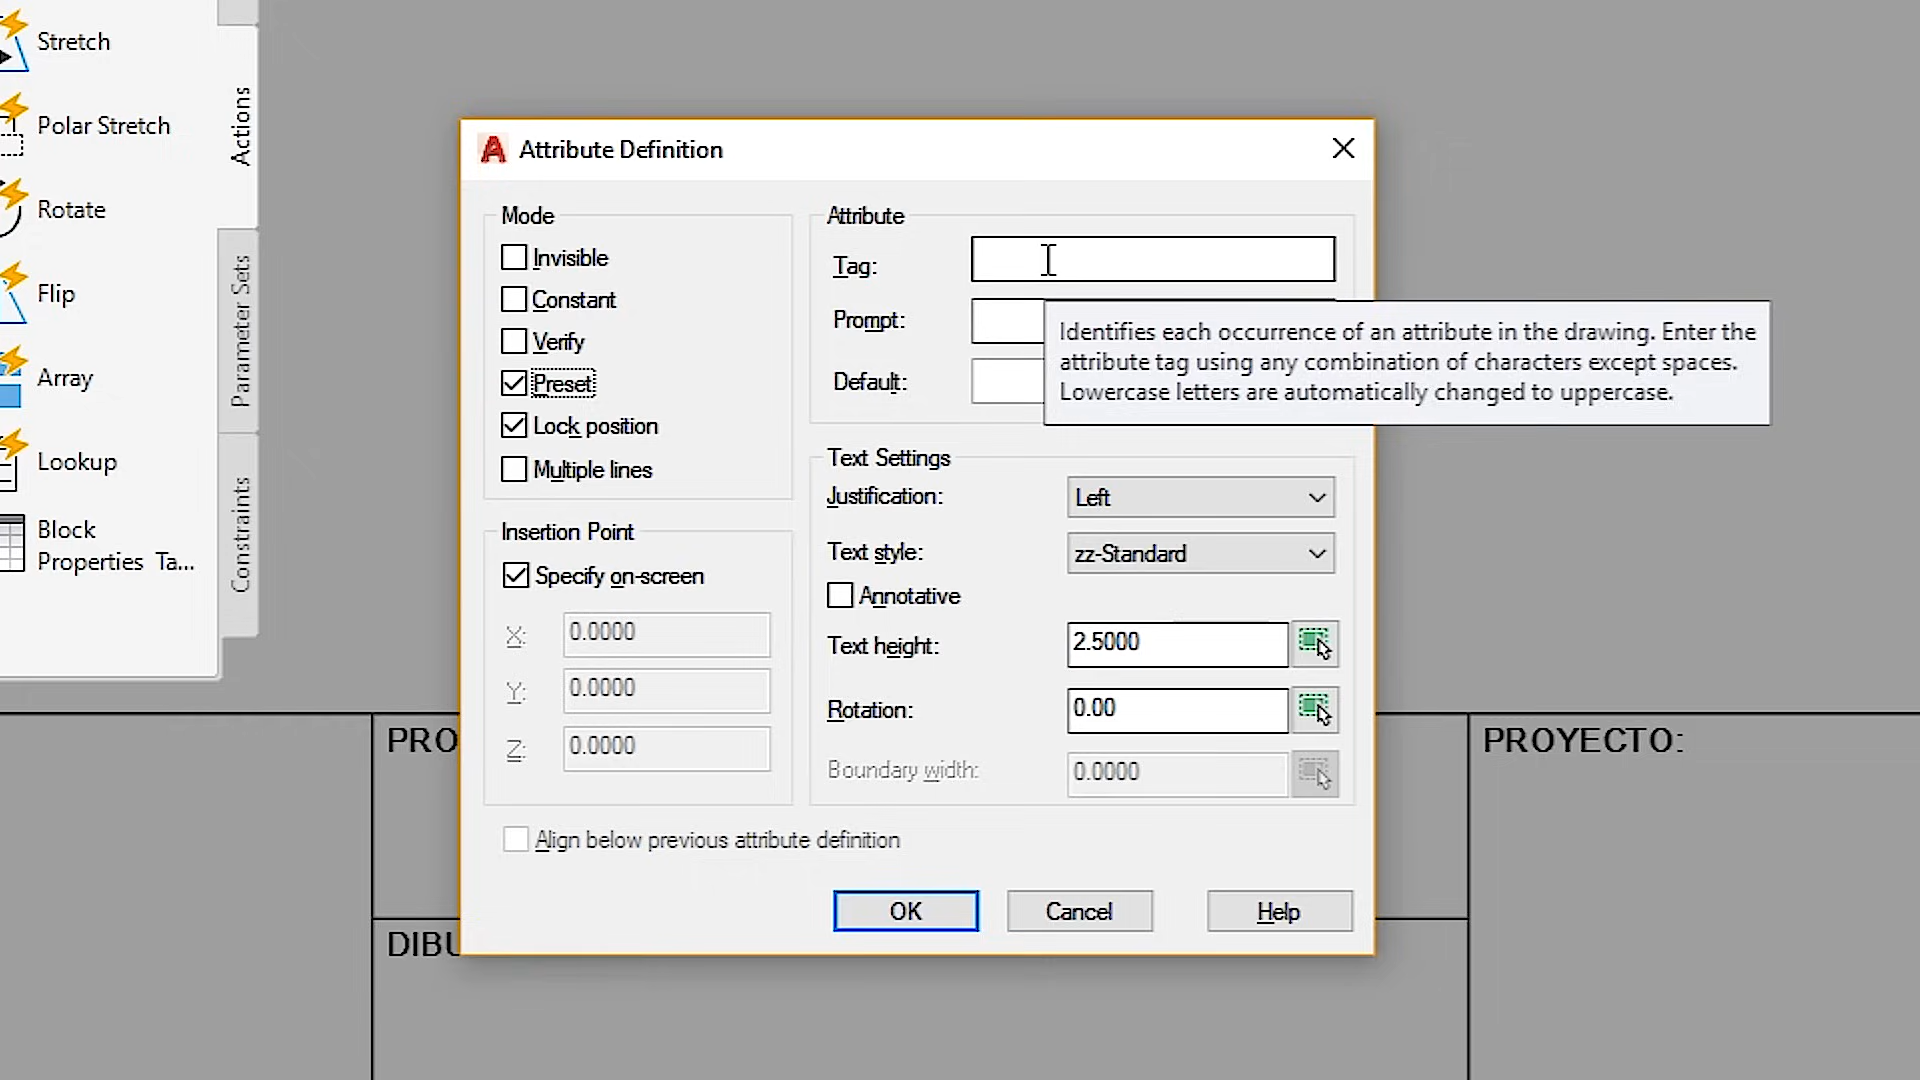 Stretch
Polar Stretch
Rotate
Flip
Array
Lookup
Block
Properties Ta...
Actions
Parameter Sets
Constraints
Attribute Definition
Mode
Invisible
Constant
Verify
Preset
Lock position
Multiple lines
Insertion Point
Specify on-screen
X: 0.0000
Y: 0.0000
Z: 0.0000
Attribute
Tag:
Prompt:
Default:
Identifies each occurrence of an attribute in the drawing. Enter the
attribute tag using any combination of characters except spaces.
Lowercase letters are automatically changed to uppercase.
Text Settings
Justification: Left
Text style: zz-Standard
Annotative
Text height: 2.5000
Rotation: 0.00
Boundary width: 0.0000
Align below previous attribute definition
OK Cancel Help
PRO
PROYECTO:
DIBU